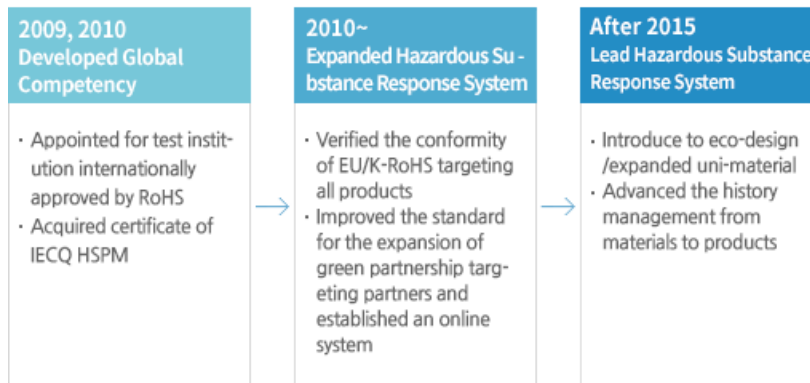 2009, 2010
Developed Global
Competency
· Appointed for test instit-
ution internationally
approved by RoHS
· Acquired certificate of
IECQ HSPM
2010~
Expanded Hazardous Su -
bstance Response System
· Verified the conformity
of EU/K-RoHS targeting
all products
· Improved the standard
for the expansion of
green partnership targ-
eting partners and
established an online
system
After 2015
Lead Hazardous Substance
Response System
· Introduce to eco-design
/expanded uni-material
· Advanced the history
management from
materials to products